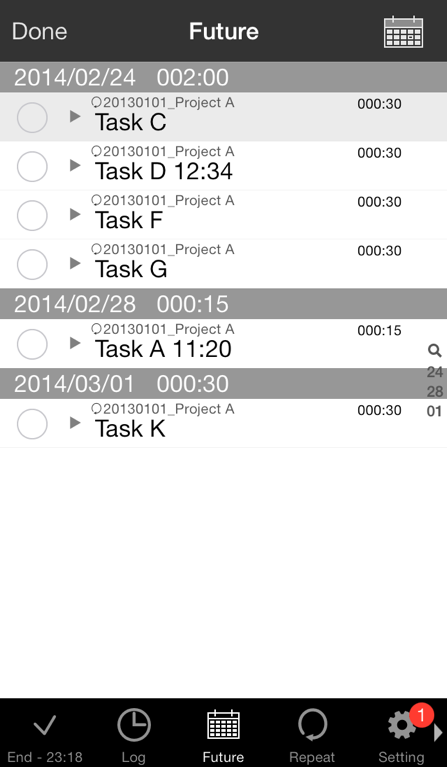 Done Future
2014/02/24 002:00
20130101_Project A 000:30
Task C
20130101_Project A 000:30
Task D 12:34
20130101_Project A 000:30
Task F
20130101_Project A 000:30
Task G
2014/02/28 000:15
20130101_Project A 000:15
Task A 11:20
24
2014/03/01 000:30
28
20130101_Project A 000:30 01
Task K
1
End - 23:18 Log Future Repeat Setting